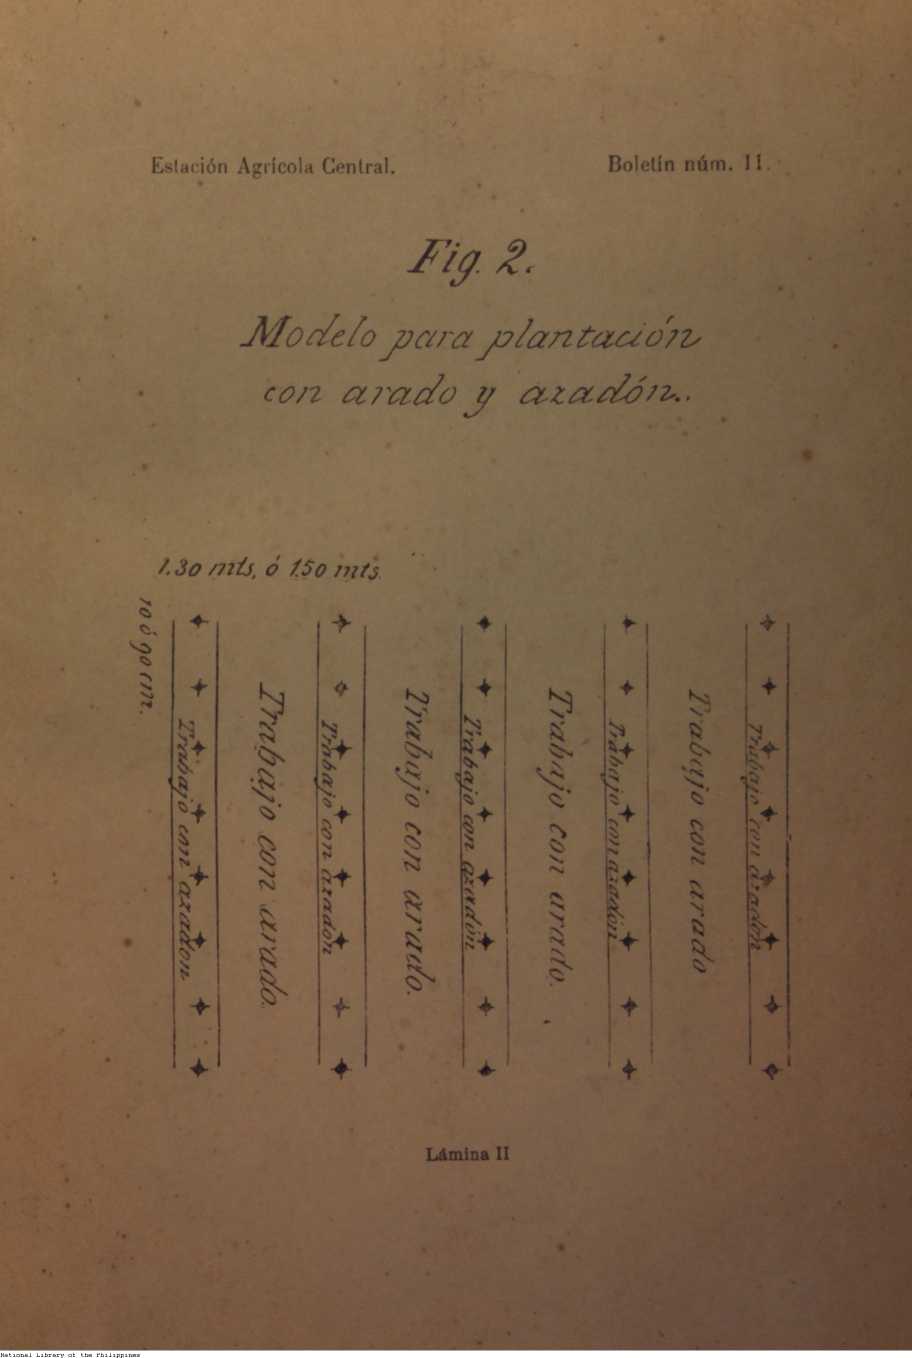 Estación Agrícola Central.
Boletín núm. 11.
Fig. 2.
Modelo para plantación
con arado y azadón.
1.30 mts, ó 1.50 mts.
10 ó 90 cm.
Trabajo con azadon
Trabajo con arado.
Trabajo con azadón
Trabajo con arado.
Trabajo con azadón
Trabajo con arado.
Trabajo con azadón
Trabajo con arado
Trabajo con azadón
Lámina II
National Library of the Philippines